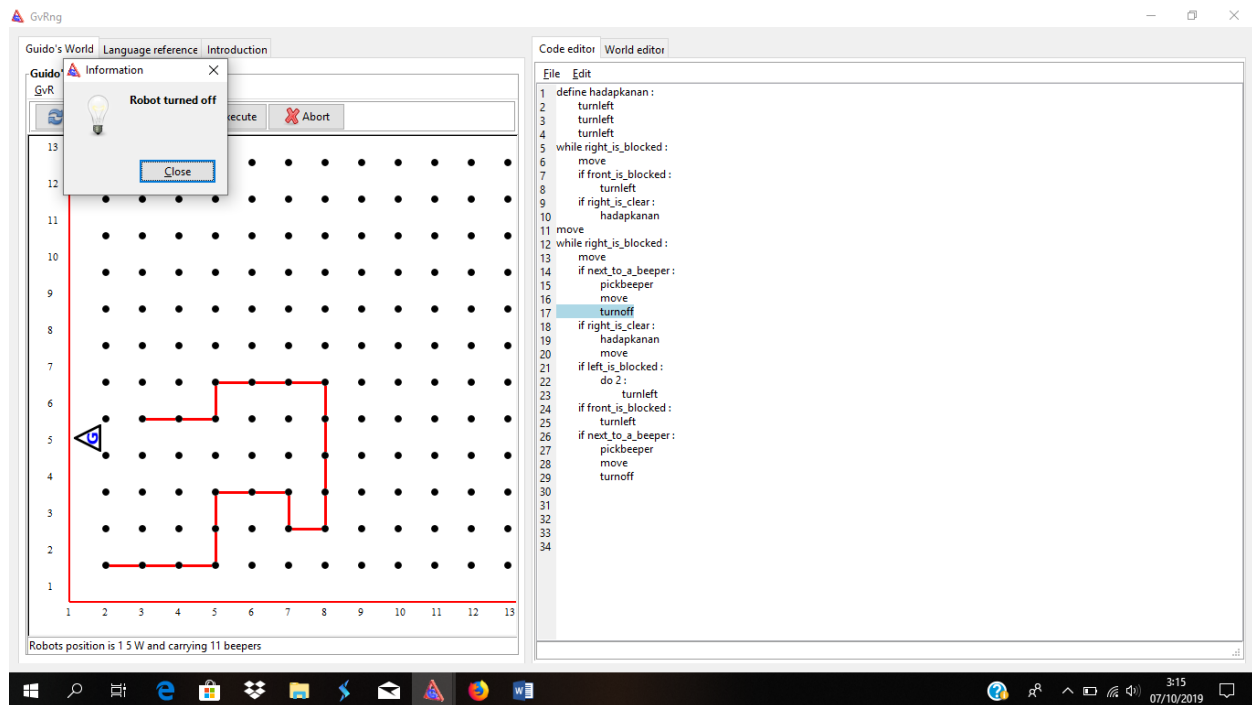 GvRng
Guido's World Language reference Introduction
Guido'
Information
GvR
Robot turned off
Close
ecute Abort
13
12
11
10
9
8
7
6
5
4
3
2
1
G
1 2 3 4 5 6 7 8 9 10 11 12 13
Robots position is 1 5 W and carrying 11 beepers
Code editor World editor
File Edit
1 define hadapkanan :
2 turnleft
3 turnleft
4 turnleft
5 while right_is_blocked :
6 move
7 if front_is_blocked :
8 turnleft
9 if right_is_clear :
10 hadapkanan
11 move
12 while right_is_blocked :
13 move
14 if next_to_a_beeper :
15 pickbeeper
16 move
17 turnoff
18 if right_is_clear :
19 hadapkanan
20 move
21 if left_is_blocked :
22 do 2 :
23 turnleft
24 if front_is_blocked :
25 turnleft
26 if next_to_a_beeper :
27 pickbeeper
28 move
29 turnoff
30
31
32
33
34
3:15
07/10/2019